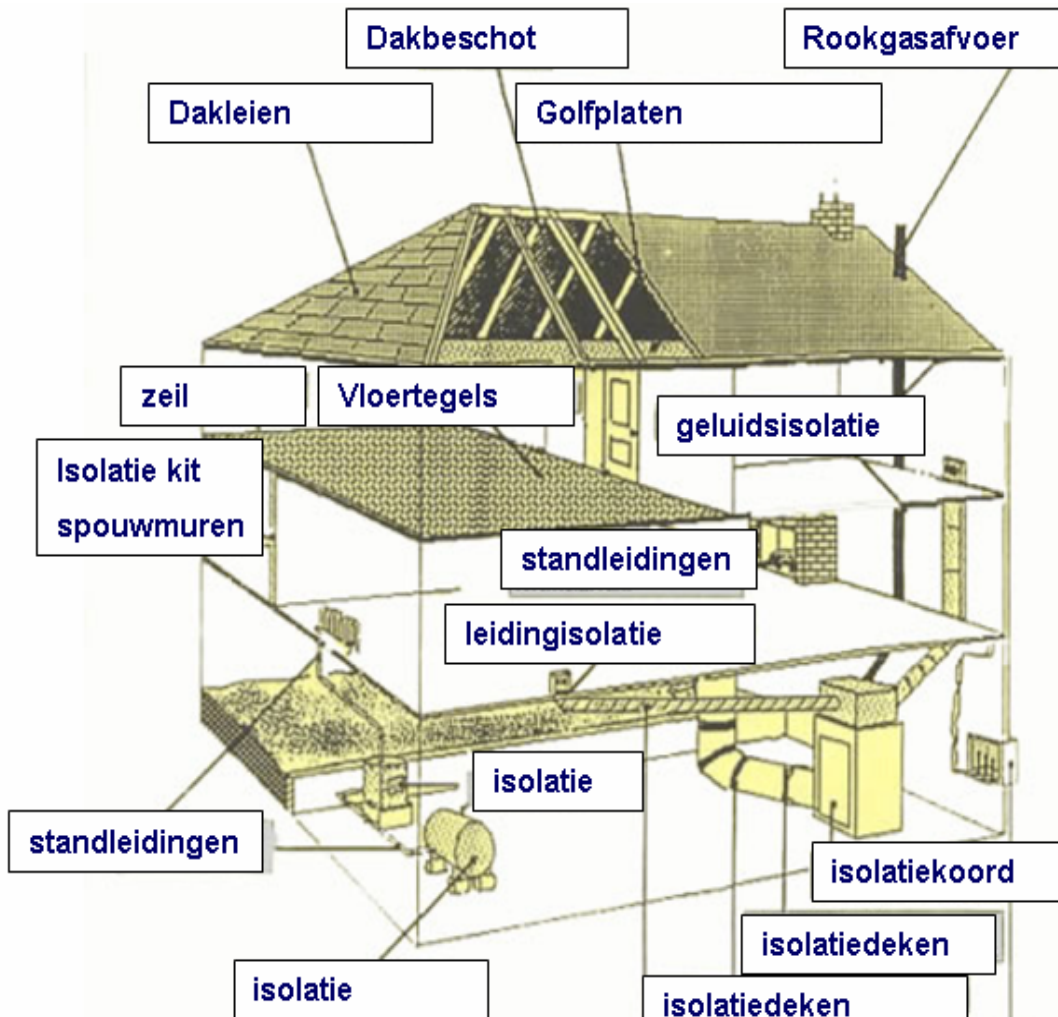 Dakbeschot
Rookgasafvoer
Dakleien
Golfplaten
zeil
Vloertegels
geluidsisolatie
Isolatie kit
spouwmuren
standleidingen
leidingisolatie
isolatie
standleidingen
isolatiekoord
isolatiedeken
isolatie
isolatiedeken